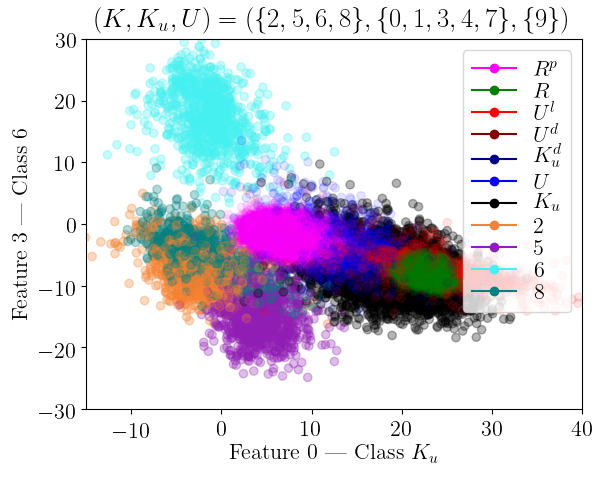 (K, K_u, U) = ({2, 5, 6, 8}, {0, 1, 3, 4, 7}, {9})
30
20
10
0
−10
−20
−30
Feature 3 — Class 6
R^p
R
U^l
U^d
K_u^d
U
K_u
2
5
6
8
−10 0 10 20 30 40
Feature 0 — Class K_u